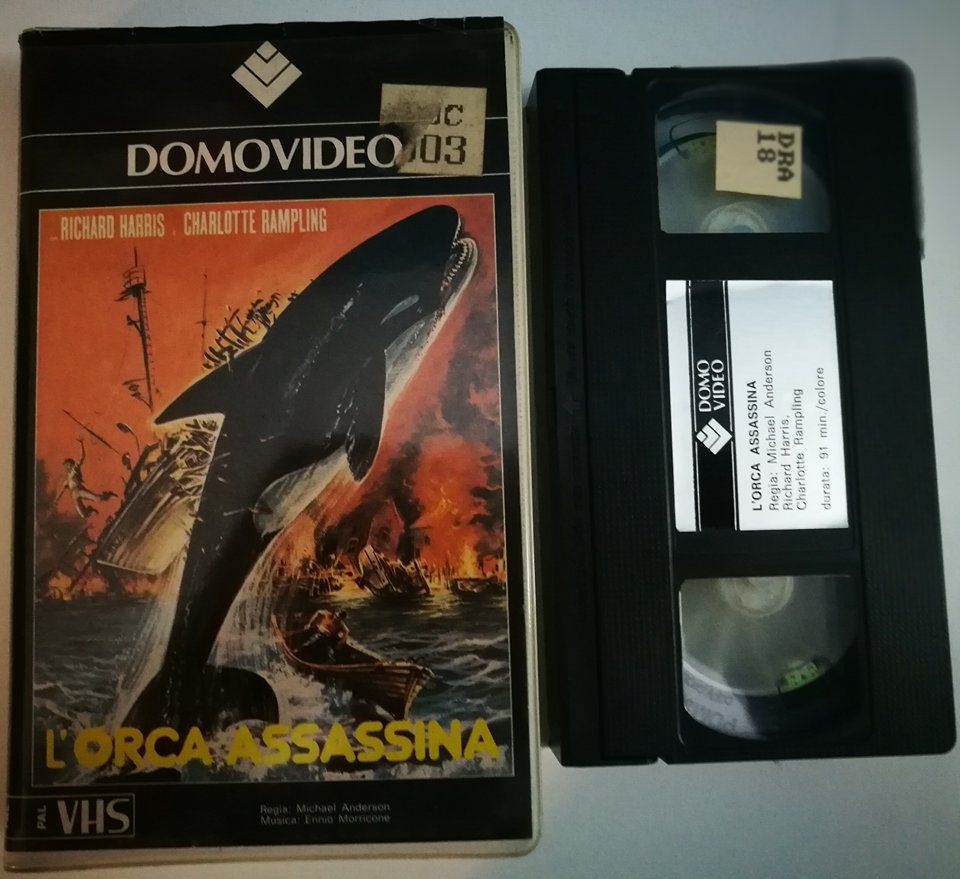 DOMOVIDEO
003
RICHARD HARRIS CHARLOTTE RAMPLING
L'ORCA ASSASSINA
PAL VHS
Regia: Michael Anderson
Musica: Ennio Morricone
DRA
18
DOMO
VIDEO
L'ORCA ASSASSINA
Regia: Michael Anderson
Richard Harris,
Charlotte Rampling
durata: 91 min./colore